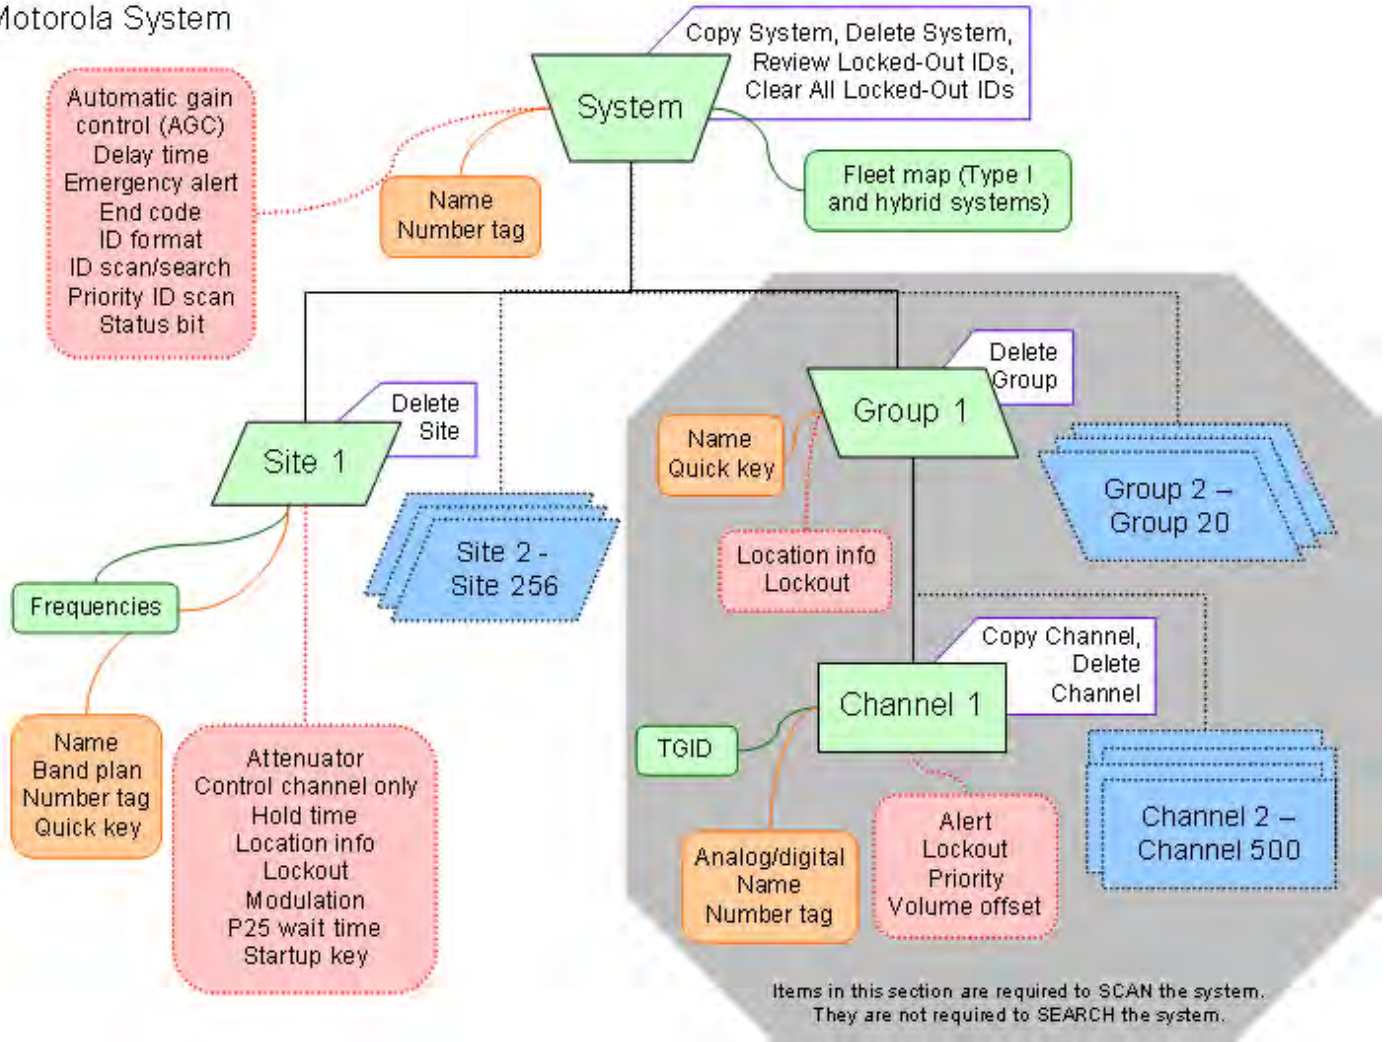 Motorola System
Copy System, Delete System,
Review Locked-Out IDs,
Clear All Locked-Out IDs
System
Automatic gain
control (AGC)
Delay time
Emergency alert
End code
ID format
ID scan/search
Priority ID scan
Status bit
Name
Number tag
Fleet map (Type I
and hybrid systems)
Delete
Site
Site 1
Site 2 -
Site 256
Frequencies
Name
Band plan
Number tag
Quick key
Attenuator
Control channel only
Hold time
Location info
Lockout
Modulation
P25 wait time
Startup key
Delete
Group
Group 1
Name
Quick key
Location info
Lockout
Group 2 –
Group 20
Copy Channel,
Delete
Channel
Channel 1
TGID
Analog/digital
Name
Number tag
Alert
Lockout
Priority
Volume offset
Channel 2 –
Channel 500
Items in this section are required to SCAN the system.
They are not required to SEARCH the system.